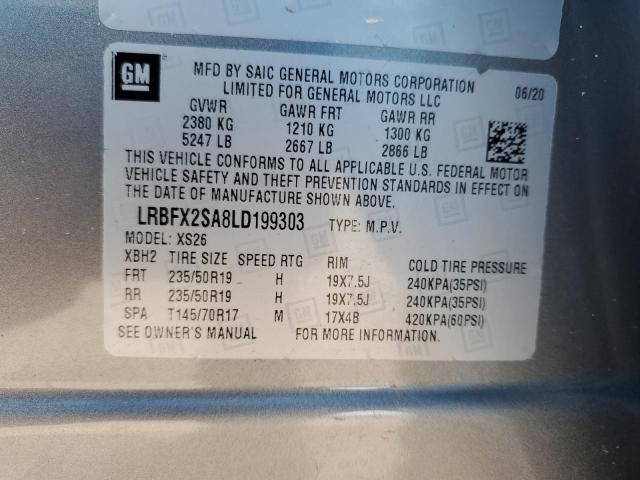 GM
MFD BY SAIC GENERAL MOTORS CORPORATION
LIMITED FOR GENERAL MOTORS LLC
06/20
GVWR GAWR FRT GAWR RR
2380 KG 1210 KG 1300 KG
5247 LB 2667 LB 2866 LB
THIS VEHICLE CONFORMS TO ALL APPLICABLE U.S. FEDERAL MOTOR
VEHICLE SAFETY AND THEFT PREVENTION STANDARDS IN EFFECT ON
THE DATE OF MANUFACTURE SHOWN ABOVE.
LRBFX2SA8LD199303 TYPE: M.P.V.
MODEL: XS26
XBH2 TIRE SIZE SPEED RTG RIM COLD TIRE PRESSURE
FRT 235/50R19 H 19X7.5J 240KPA(35PSI)
RR 235/50R19 H 19X7.5J 240KPA(35PSI)
SPA T145/70R17 M 17X4B 420KPA(60PSI)
SEE OWNER'S MANUAL